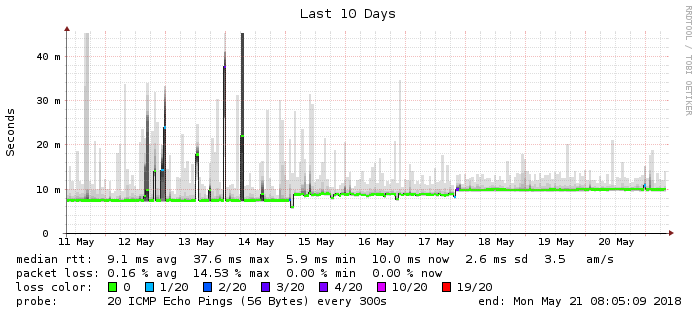 Last 10 Days
RRDTOOL / TOBI OETIKER
Seconds
40 m
30 m
20 m
10 m
0
11 May 12 May 13 May 14 May 15 May 16 May 17 May 18 May 19 May 20 May
median rtt: 9.1 ms avg 37.6 ms max 5.9 ms min 10.0 ms now 2.6 ms sd 3.5 am/s
packet loss: 0.16 % avg 14.53 % max 0.00 % min 0.00 % now
loss color: 0 1/20 2/20 3/20 4/20 10/20 19/20
probe: 20 ICMP Echo Pings (56 Bytes) every 300s end: Mon May 21 08:05:09 2018